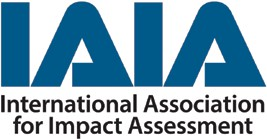 IAIA
International Association
for Impact Assessment